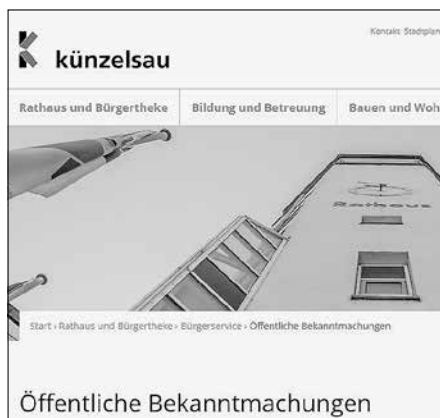 Kontakt Stadtplan
künzelsau
Rathaus und Bürgertheke Bildung und Betreuung Bauen und Woh
Rathaus
Start › Rathaus und Bürgertheke › Bürgerservice › Öffentliche Bekanntmachungen
Öffentliche Bekanntmachungen